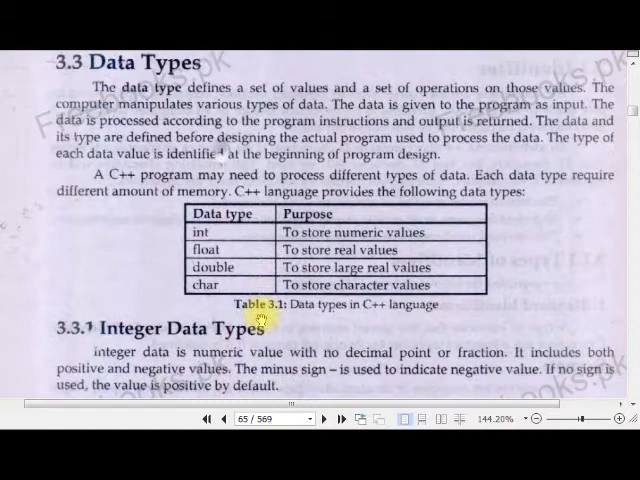 3.3 Data Types
The data type defines a set of values and a set of operations on those values. The
computer manipulates various types of data. The data is given to the program as input. The
data is processed according to the program instructions and output is returned. The data and
its type are defined before designing the actual program used to process the data. The type of
each data value is identified at the beginning of program design.
A C++ program may need to process different types of data. Each data type require
different amount of memory. C++ language provides the following data types:
Data type Purpose
int To store numeric values
float To store real values
double To store large real values
char To store character values
Table 3.1: Data types in C++ language
3.3.1 Integer Data Types
Integer data is numeric value with no decimal point or fraction. It includes both
positive and negative values. The minus sign – is used to indicate negative value. If no sign is
used, the value is positive by default.
65 / 569
144.20%